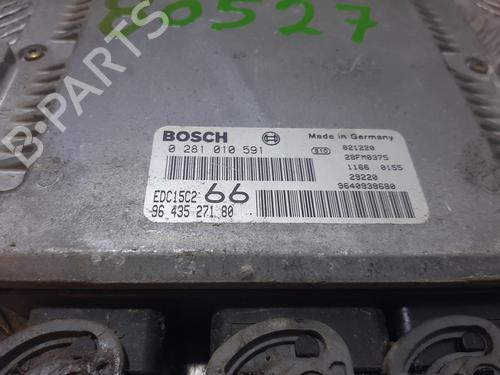 80527
B-PARTS
BOSCH
Made in Germany
0 281 010 591
S10 021220
28FM0375
1166 0155
29220
9640938680
EDC15C2 66
96 435 271 80